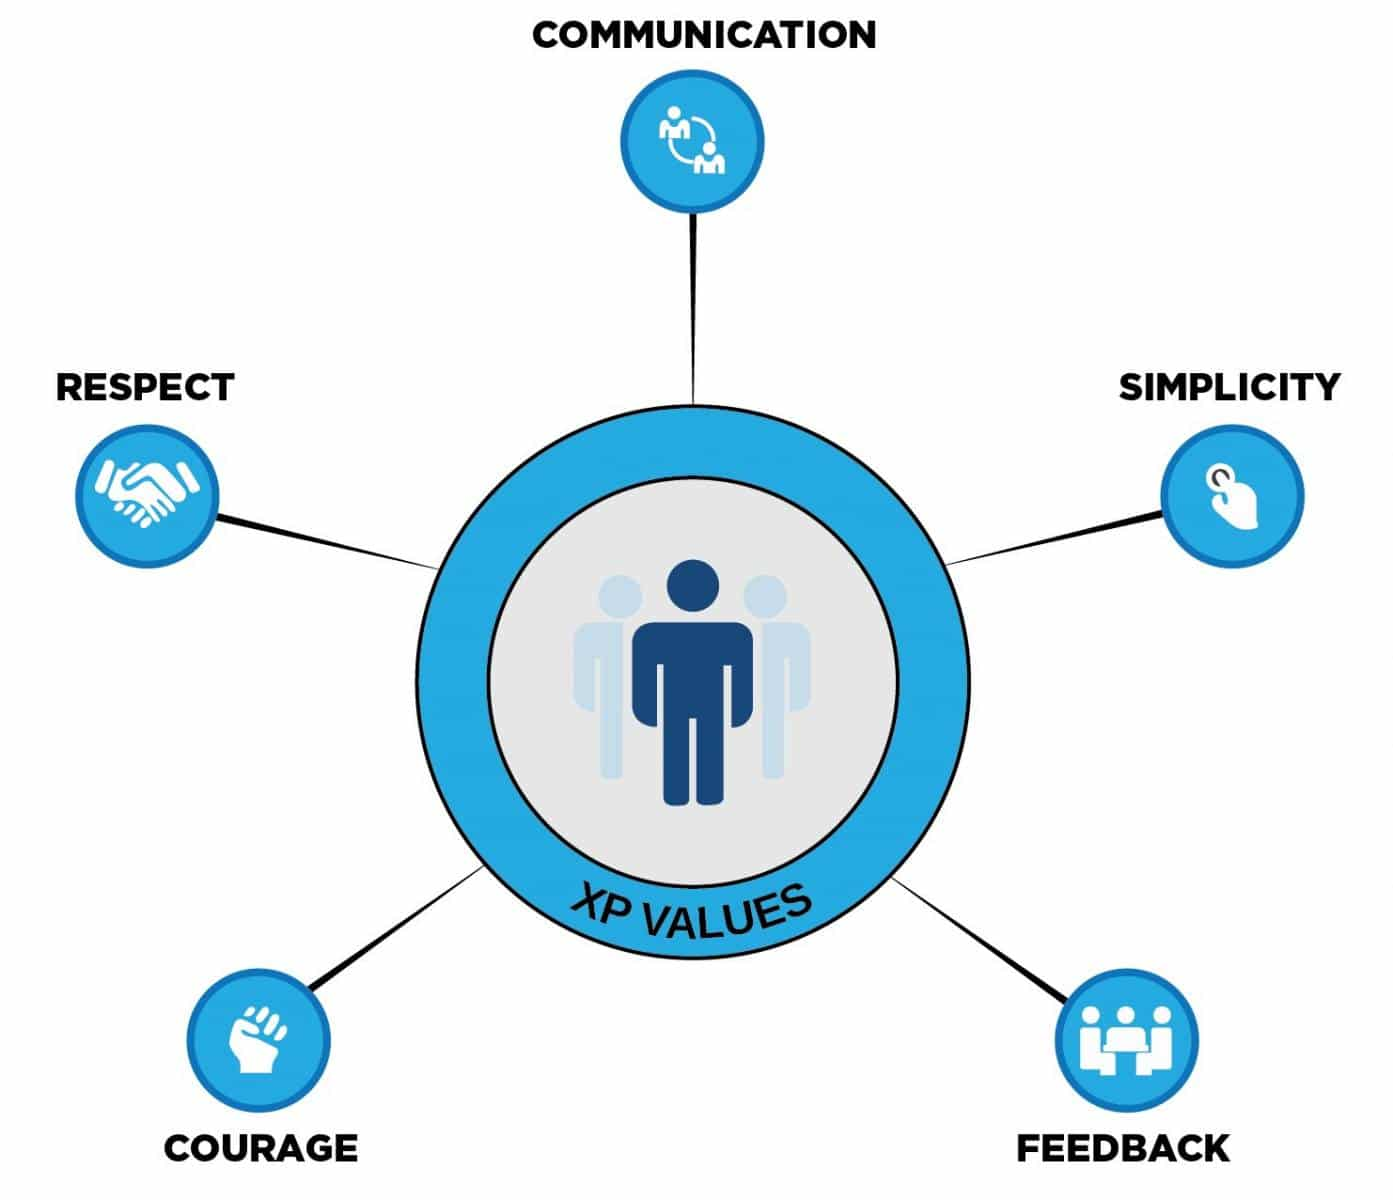 COMMUNICATION
RESPECT
SIMPLICITY
XP VALUES
COURAGE
FEEDBACK